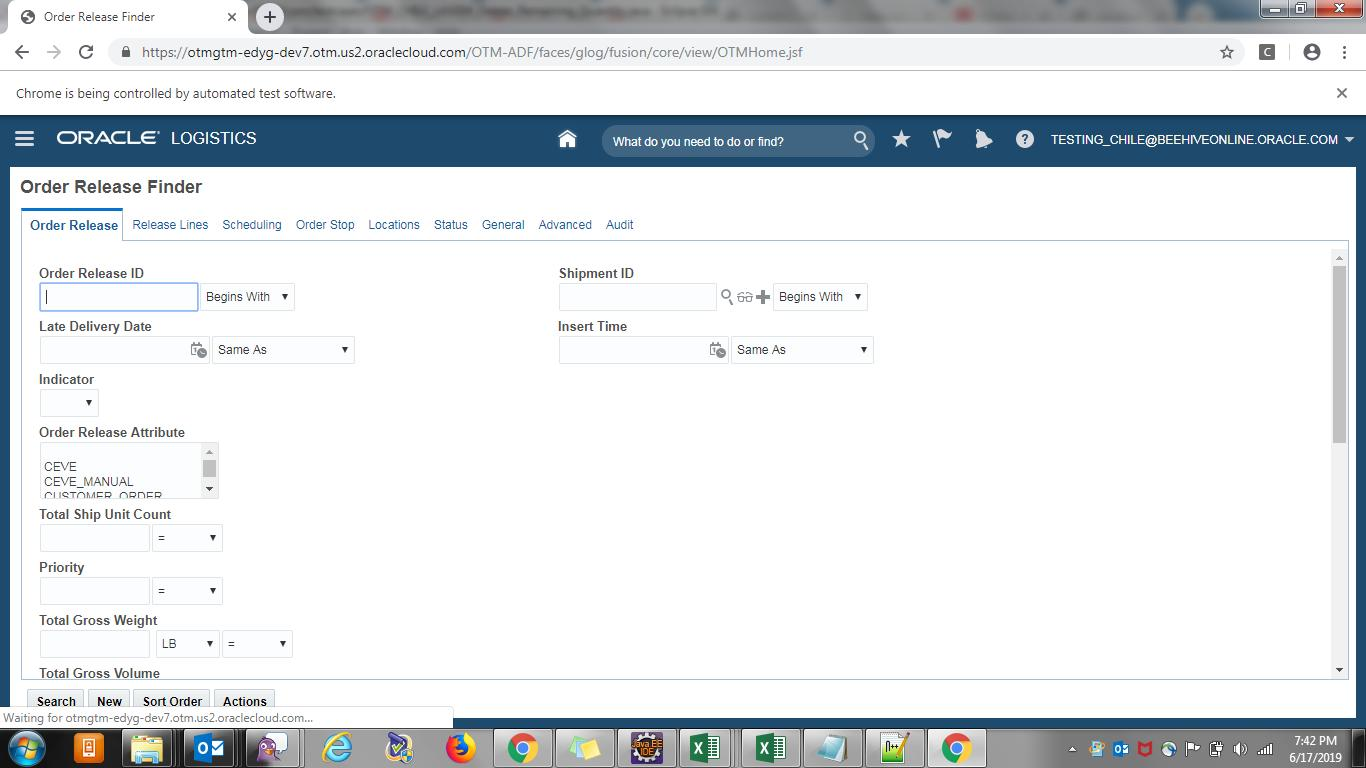 Order Release Finder
https://otmgtm-edyg-dev7.otm.us2.oraclecloud.com/OTM-ADF/faces/glog/fusion/core/view/OTMHome.jsf
C
Chrome is being controlled by automated test software.
ORACLE LOGISTICS
What do you need to do or find?
TESTING_CHILE@BEEHIVEONLINE.ORACLE.COM
Order Release Finder
Order Release Release Lines Scheduling Order Stop Locations Status General Advanced Audit
Order Release ID Shipment ID
Begins With Begins With
Late Delivery Date Insert Time
Same As Same As
Indicator
Order Release Attribute
CEVE
CEVE_MANUAL
CUSTOMER_ORDER
Total Ship Unit Count
=
Priority
=
Total Gross Weight
LB =
Total Gross Volume
Search New Sort Order Actions
Waiting for otmgtm-edyg-dev7.otm.us2.oraclecloud.com...
Java EE
IDE
7:42 PM
6/17/2019